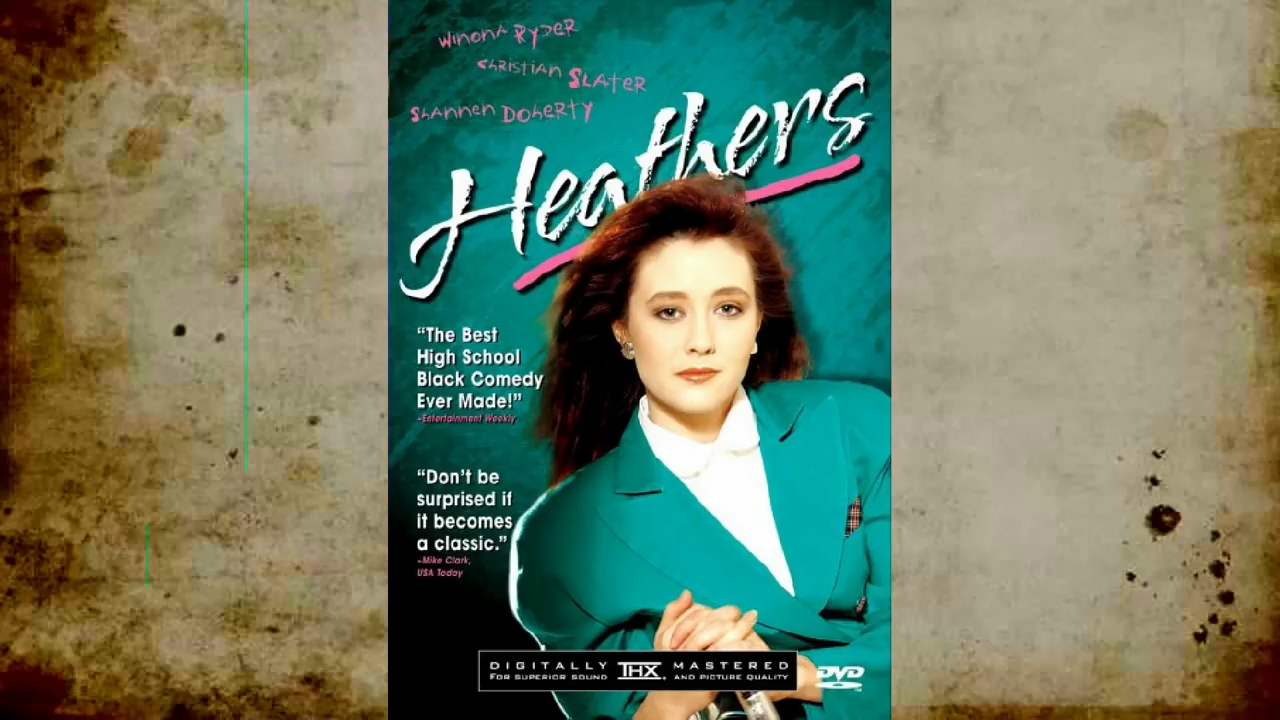 Winona Ryder
Christian Slater
Shannen Doherty
Heathers
“The Best
High School
Black Comedy
Ever Made!”
-Entertainment Weekly
“Don’t be
surprised if
it becomes
a classic.”
-Mike Clark,
USA Today
DIGITALLY THX MASTERED
FOR SUPERIOR SOUND AND PICTURE QUALITY
DVD